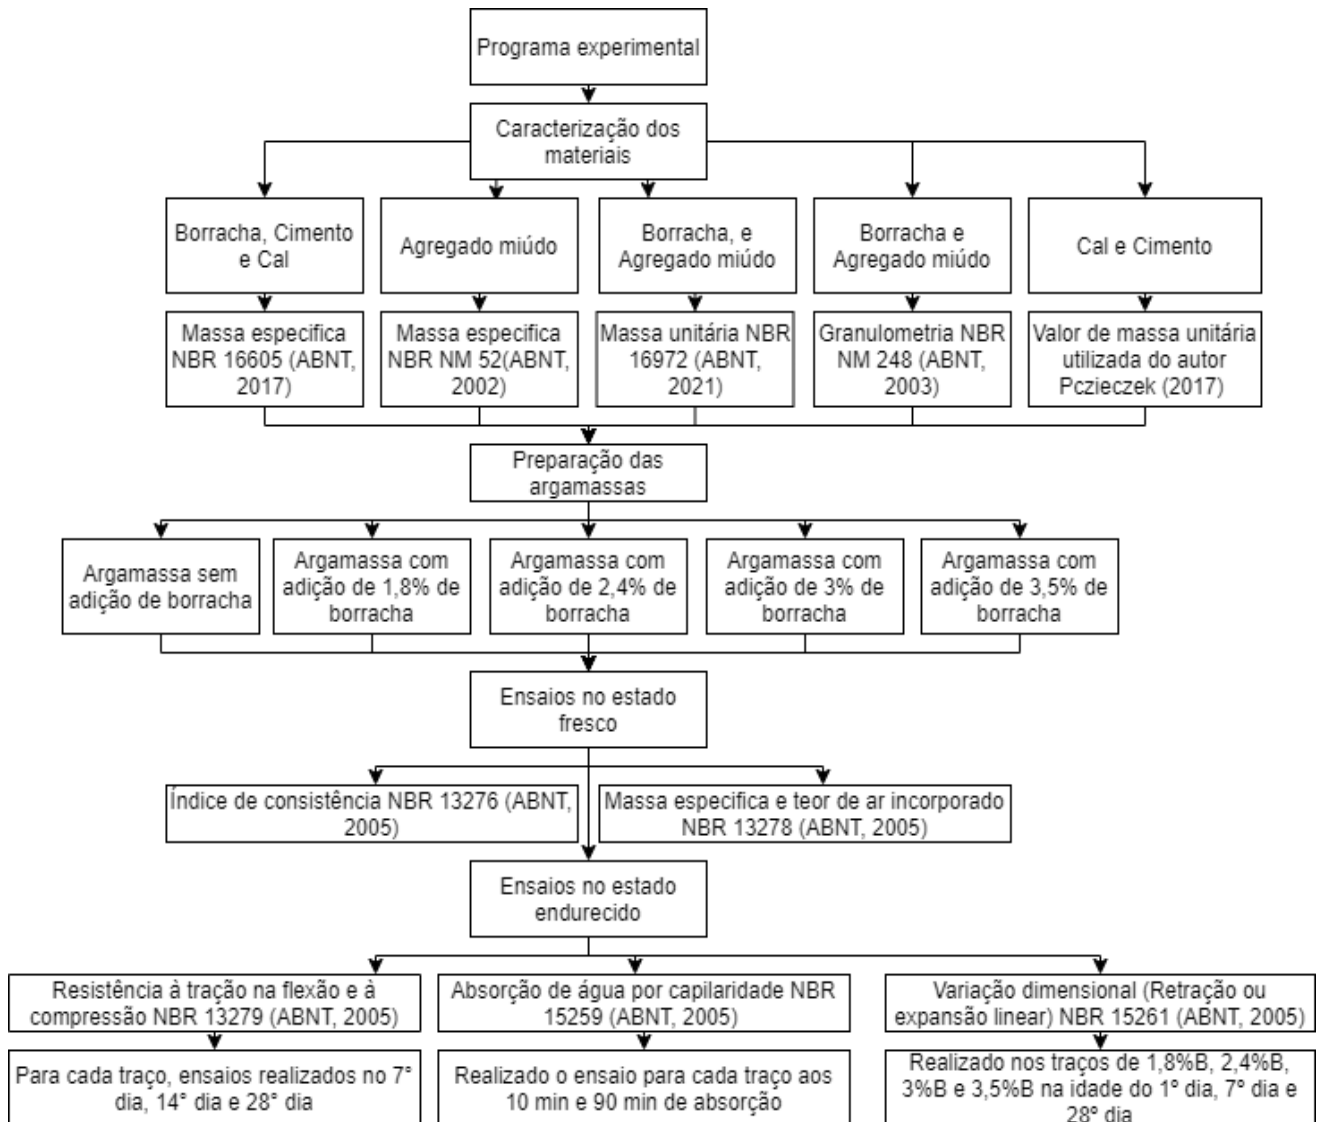 Programa experimental
Caracterização dos
materiais
Borracha, Cimento
e Cal
Agregado miúdo
Borracha, e
Agregado miúdo
Borracha e
Agregado miúdo
Cal e Cimento
Massa especifica
NBR 16605 (ABNT,
2017)
Massa especifica
NBR NM 52(ABNT,
2002)
Massa unitária NBR
16972 (ABNT,
2021)
Granulometria NBR
NM 248 (ABNT,
2003)
Valor de massa unitária
utilizada do autor
Pczieczek (2017)
Preparação das
argamassas
Argamassa sem
adição de borracha
Argamassa com
adição de 1,8% de
borracha
Argamassa com
adição de 2,4% de
borracha
Argamassa com
adição de 3% de
borracha
Argamassa com
adição de 3,5% de
borracha
Ensaios no estado
fresco
Índice de consistência NBR 13276 (ABNT,
2005)
Massa especifica e teor de ar incorporado
NBR 13278 (ABNT, 2005)
Ensaios no estado
endurecido
Resistência à tração na flexão e à
compressão NBR 13279 (ABNT, 2005)
Absorção de água por capilaridade NBR
15259 (ABNT, 2005)
Variação dimensional (Retração ou
expansão linear) NBR 15261 (ABNT, 2005)
Para cada traço, ensaios realizados no 7°
dia, 14° dia e 28° dia
Realizado o ensaio para cada traço aos
10 min e 90 min de absorção
Realizado nos traços de 1,8%B, 2,4%B,
3%B e 3,5%B na idade do 1º dia, 7º dia e
28º dia